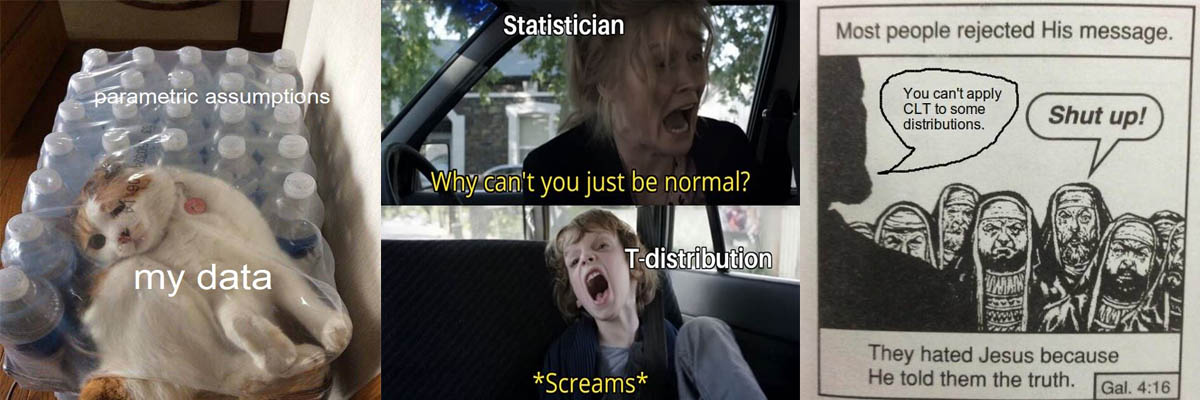 parametric assumptions
my data
Statistician
Why can't you just be normal?
T-distribution
*Screams*
Most people rejected His message.
You can't apply
CLT to some
distributions.
Shut up!
They hated Jesus because
He told them the truth.
Gal. 4:16